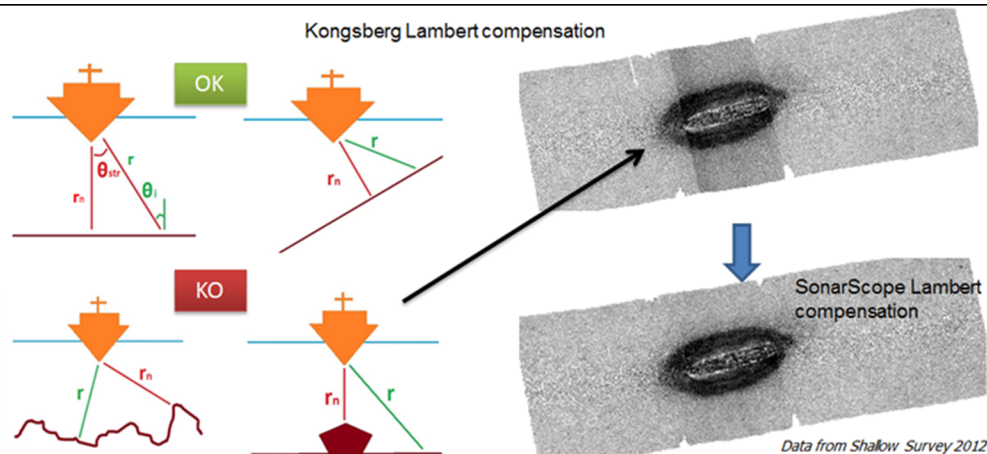 Kongsberg Lambert compensation
OK
θstr
r
rn
θi
r
rn
KO
SonarScope Lambert
compensation
r
rn
rn
r
Data from Shallow Survey 2012